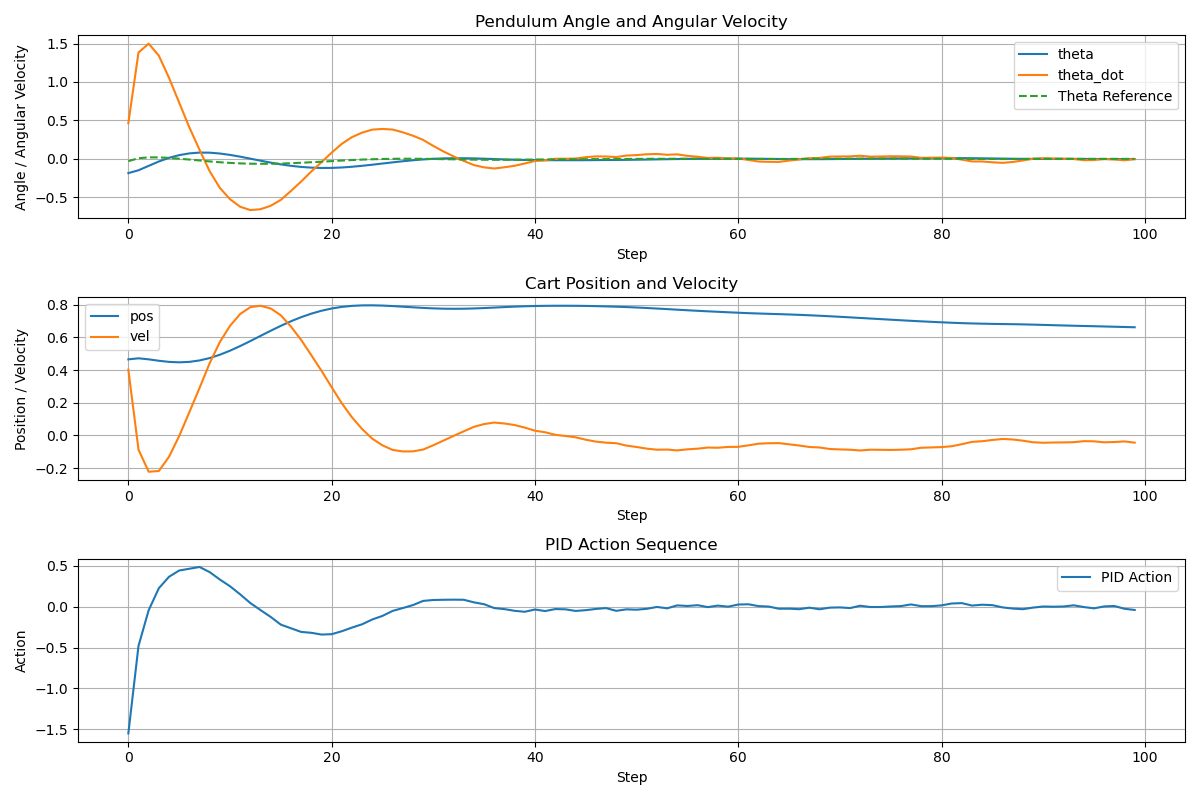 Pendulum Angle and Angular Velocity
Angle / Angular Velocity
1.5
1.0
0.5
0.0
−0.5
theta
theta_dot
Theta Reference
0 20 40 60 80 100
Step
Cart Position and Velocity
Position / Velocity
0.8
0.6
0.4
0.2
0.0
−0.2
pos
vel
0 20 40 60 80 100
Step
PID Action Sequence
Action
0.5
0.0
−0.5
−1.0
−1.5
PID Action
0 20 40 60 80 100
Step